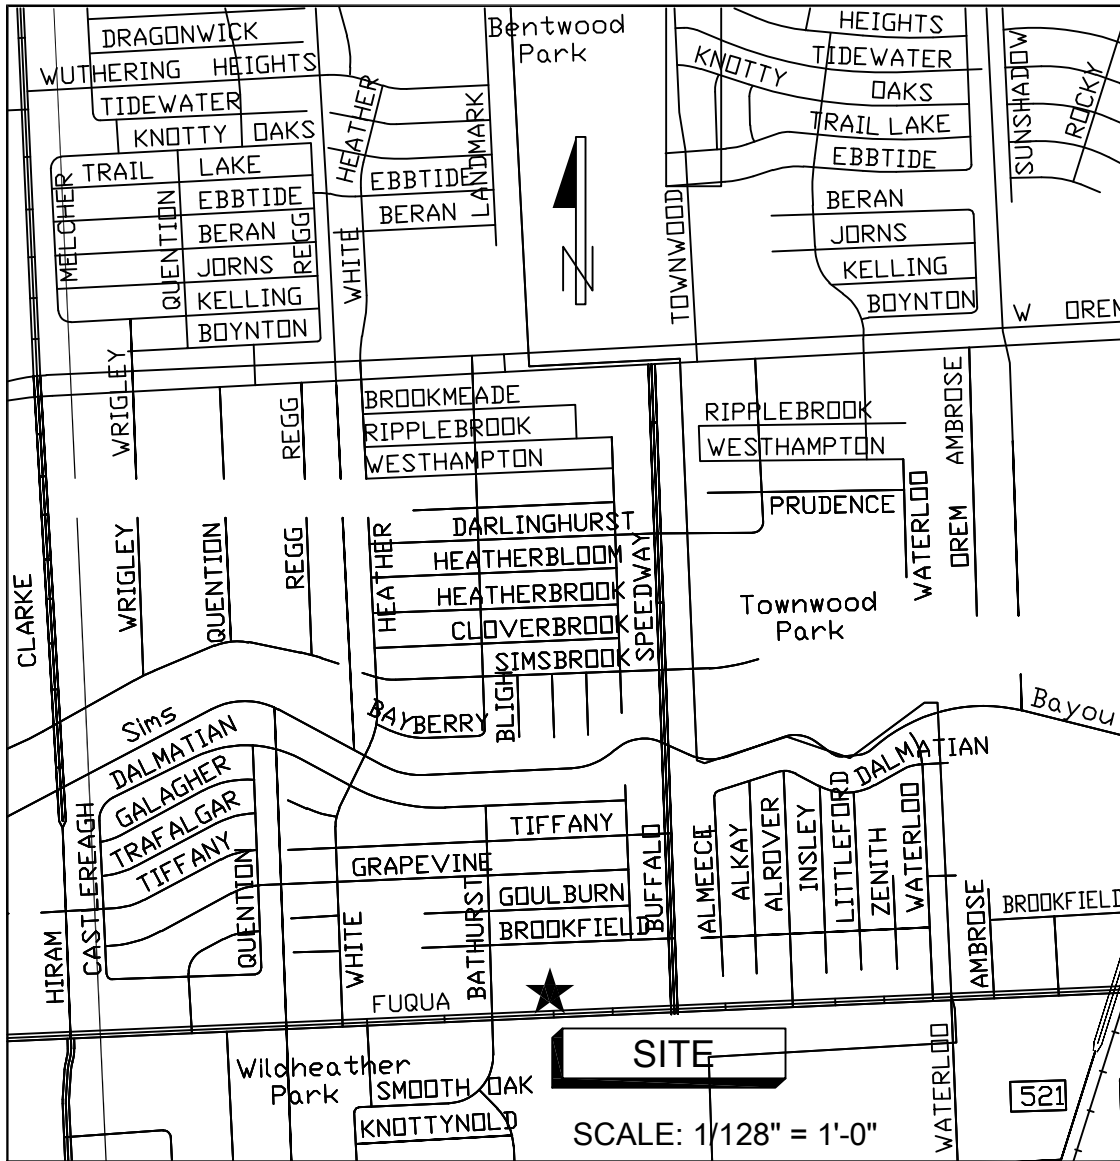 Bentwood
Park
HEIGHTS
DRAGONWICK
WUTHERING HEIGHTS
KNOTTY
TIDEWATER
TIDEWATER
OAKS
KNOTTY OAKS
HEATHER
LANDMARK
TRAIL LAKE
SUNSHADOW
ROCKY
TRAIL LAKE
EBBTIDE
EBBTIDE
EBBTIDE
MELCHER
QUENTION
REGG
BERAN
BERAN
BERAN
WHITE
TOWNWOOD
JORNS
JORNS
KELLING
KELLING
BOYNTON
BOYNTON
N
W OREM
WRIGLEY
REGG
BROOKMEADE
RIPPLEBROOK
WESTHAMPTON
RIPPLEBROOK
WESTHAMPTON
AMBROSE
PRUDENCE
WATERLOO
OREM
CLARKE
WRIGLEY
QUENTION
REGG
HEATHER
DARLINGHURST
HEATHERBLOOM
HEATHERBROOK
CLOVERBROOK
SIMSBROOK
SPEEDWAY
Townwood
Park
BLIGH
BAYBERRY
Sims
Bayou
DALMATIAN
DALMATIAN
GALAGHER
TRAFALGAR
TIFFANY
CASTLEREAGH
QUENTION
TIFFANY
GRAPEVINE
GOULBURN
BROOKFIELD
BATHURST
BUFFALO
ALMEECE
ALKAY
ALROVER
INSLEY
LITTLEFORD
ZENITH
WATERLOO
AMBROSE
BROOKFIELD
HIRAM
WHITE
FUQUA
SITE
Wildheather
Park
SMOOTH OAK
KNOTTYNOLD
WATERLOO
521
SCALE: 1/128" = 1'-0"